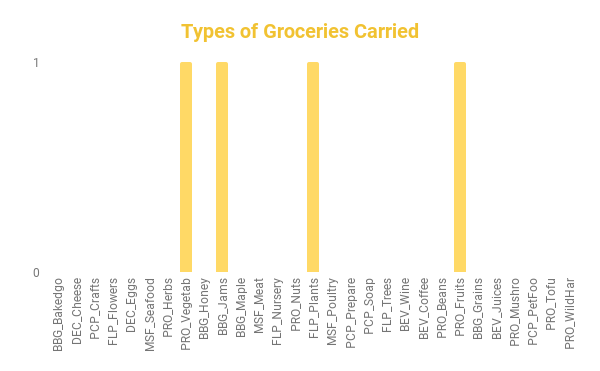 Types of Groceries Carried
1
0
BBG_Bakedgo
DEC_Cheese
PCP_Crafts
FLP_Flowers
DEC_Eggs
MSF_Seafood
PRO_Herbs
PRO_Vegetab
BBG_Honey
BBG_Jams
BBG_Maple
MSF_Meat
FLP_Nursery
PRO_Nuts
FLP_Plants
MSF_Poultry
PCP_Prepare
PCP_Soap
FLP_Trees
BEV_Wine
BEV_Coffee
PRO_Beans
PRO_Fruits
BBG_Grains
BEV_Juices
PRO_Mushro
PCP_PetFoo
PRO_Tofu
PRO_WildHar